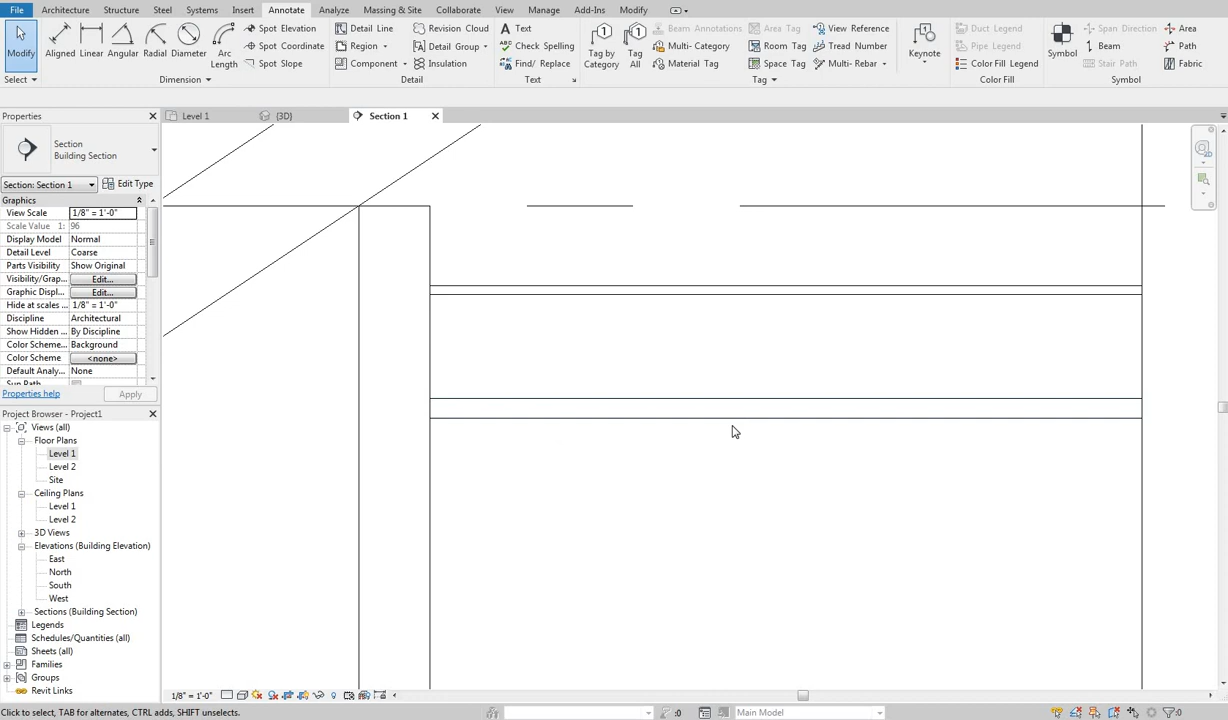 File Architecture Structure Steel Systems Insert Annotate Analyze Massing & Site Collaborate View Manage Add-Ins Modify
Modify Aligned Linear Angular Radial Diameter Arc Length
Spot Elevation
Spot Coordinate
Spot Slope
Detail Line
Region
Component
Revision Cloud
Detail Group
Insulation
Text
Check Spelling
Find/ Replace
Tag by Category
Tag All
Beam Annotations
Multi- Category
Material Tag
Area Tag
Room Tag
Space Tag
View Reference
Tread Number
Multi- Rebar
Keynote
Duct Legend
Pipe Legend
Color Fill Legend
Symbol
Span Direction
Beam
Stair Path
Area
Path
Fabric
Select Dimension Detail Text Tag Color Fill Symbol
Properties
Level 1 {3D} Section 1
Section
Building Section
Section: Section 1 Edit Type
Graphics
View Scale 1/8" = 1'-0"
Scale Value 1: 96
Display Model Normal
Detail Level Coarse
Parts Visibility Show Original
Visibility/Grap... Edit...
Graphic Displ... Edit...
Hide at scales ... 1/8" = 1'-0"
Discipline Architectural
Show Hidden ... By Discipline
Color Scheme... Background
Color Scheme <none>
Default Analy... None
Sun Path
Properties help Apply
Project Browser - Project1
Views (all)
Floor Plans
Level 1
Level 2
Site
Ceiling Plans
Level 1
Level 2
3D Views
Elevations (Building Elevation)
East
North
South
West
Sections (Building Section)
Legends
Schedules/Quantities (all)
Sheets (all)
Families
Groups
Revit Links
1/8" = 1'-0"
Click to select, TAB for alternates, CTRL adds, SHIFT unselects. :0 Main Model :0
2D